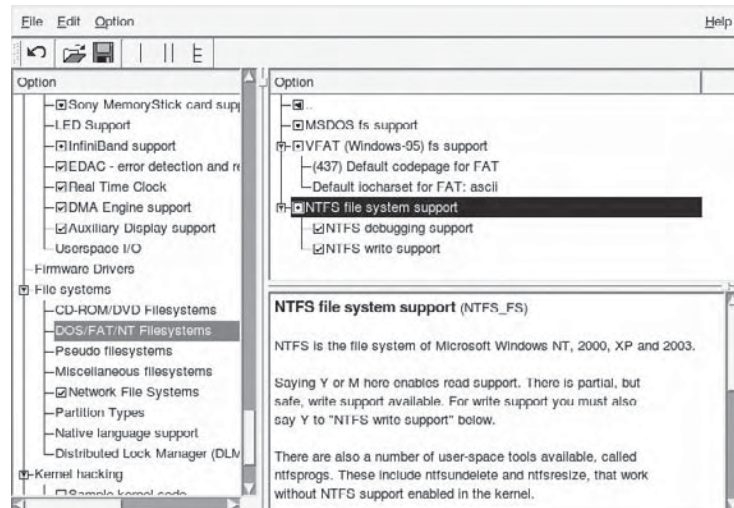 File Edit Option Help
Option
Sony MemoryStick card supp
LED Support
InfiniBand support
EDAC - error detection and re
Real Time Clock
DMA Engine support
Auxiliary Display support
Userspace I/O
Firmware Drivers
File systems
CD-ROM/DVD Filesystems
DOS/FAT/NT Filesystems
Pseudo filesystems
Miscellaneous filesystems
Network File Systems
Partition Types
Native language support
Distributed Lock Manager (DLM
Kernel hacking
Sample kernel code
Option
..
MSDOS fs support
VFAT (Windows-95) fs support
(437) Default codepage for FAT
Default iocharset for FAT: ascii
NTFS file system support
NTFS debugging support
NTFS write support
NTFS file system support (NTFS_FS)
NTFS is the file system of Microsoft Windows NT, 2000, XP and 2003.
Saying Y or M here enables read support. There is partial, but
safe, write support available. For write support you must also
say Y to "NTFS write support" below.
There are also a number of user-space tools available, called
ntfsprogs. These include ntfsundelete and ntfsresize, that work
without NTFS support enabled in the kernel.